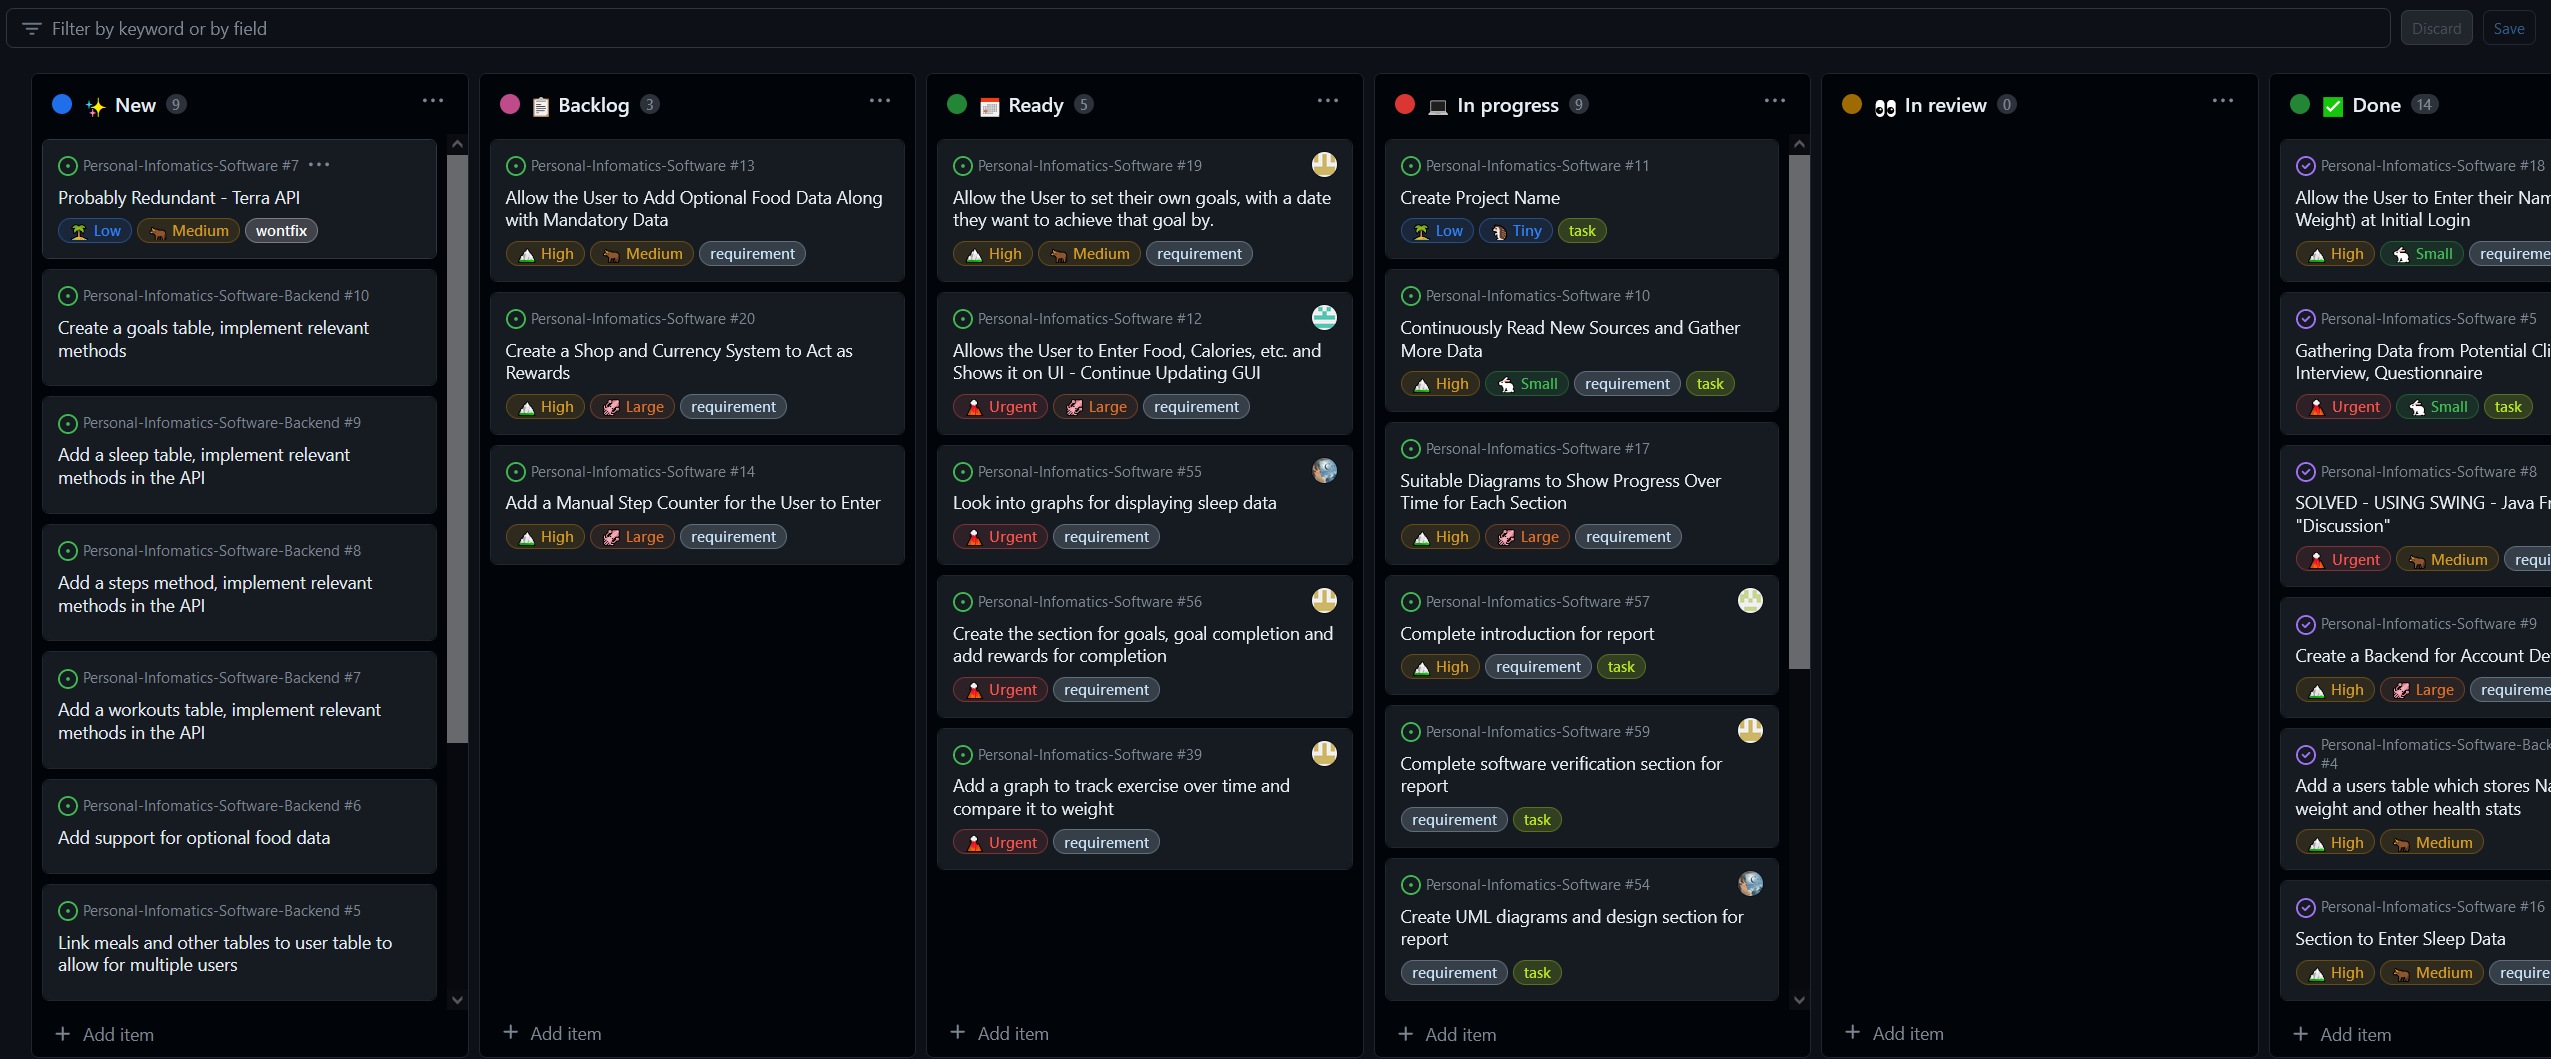 Filter by keyword or by field
Discard
Save
New 9
Personal-Infomatics-Software #7
Probably Redundant - Terra API
Low Medium wontfix
Personal-Infomatics-Software-Backend #10
Create a goals table, implement relevant
methods
Personal-Infomatics-Software-Backend #9
Add a sleep table, implement relevant
methods in the API
Personal-Infomatics-Software-Backend #8
Add a steps method, implement relevant
methods in the API
Personal-Infomatics-Software-Backend #7
Add a workouts table, implement relevant
methods in the API
Personal-Infomatics-Software-Backend #6
Add support for optional food data
Personal-Infomatics-Software-Backend #5
Link meals and other tables to user table to
allow for multiple users
Add item
Backlog 3
Personal-Infomatics-Software #13
Allow the User to Add Optional Food Data Along
with Mandatory Data
High Medium requirement
Personal-Infomatics-Software #20
Create a Shop and Currency System to Act as
Rewards
High Large requirement
Personal-Infomatics-Software #14
Add a Manual Step Counter for the User to Enter
High Large requirement
Add item
Ready 5
Personal-Infomatics-Software #19
Allow the User to set their own goals, with a date
they want to achieve that goal by.
High Medium requirement
Personal-Infomatics-Software #12
Allows the User to Enter Food, Calories, etc. and
Shows it on UI - Continue Updating GUI
Urgent Large requirement
Personal-Infomatics-Software #55
Look into graphs for displaying sleep data
Urgent requirement
Personal-Infomatics-Software #56
Create the section for goals, goal completion and
add rewards for completion
Urgent requirement
Personal-Infomatics-Software #39
Add a graph to track exercise over time and
compare it to weight
Urgent requirement
Add item
In progress 9
Personal-Infomatics-Software #11
Create Project Name
Low Tiny task
Personal-Infomatics-Software #10
Continuously Read New Sources and Gather
More Data
High Small requirement task
Personal-Infomatics-Software #17
Suitable Diagrams to Show Progress Over
Time for Each Section
High Large requirement
Personal-Infomatics-Software #57
Complete introduction for report
High requirement task
Personal-Infomatics-Software #59
Complete software verification section for
report
requirement task
Personal-Infomatics-Software #54
Create UML diagrams and design section for
report
requirement task
Add item
In review 0
Add item
Done 14
Personal-Infomatics-Software #18
Allow the User to Enter their Nam
Weight) at Initial Login
High Small requireme
Personal-Infomatics-Software #5
Gathering Data from Potential Cli
Interview, Questionnaire
Urgent Small task
Personal-Infomatics-Software #8
SOLVED - USING SWING - Java Fr
"Discussion"
Urgent Medium requi
Personal-Infomatics-Software #9
Create a Backend for Account De
High Large requireme
Personal-Infomatics-Software-Back
#4
Add a users table which stores Na
weight and other health stats
High Medium
Personal-Infomatics-Software #16
Section to Enter Sleep Data
High Medium require
Add item